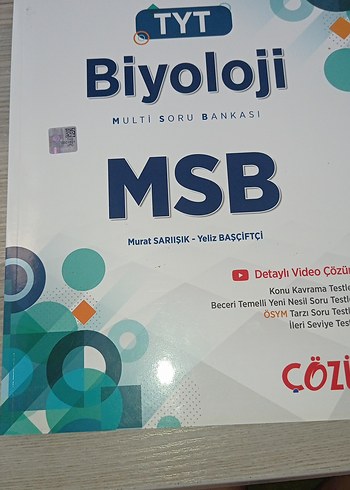 TYT
Biyoloji
MULTİ SORU BANKASI
MSB
Murat SARIIŞIK - Yeliz BAŞÇİFTÇİ
Detaylı Video Çözüm
Konu Kavrama Testle
Beceri Temelli Yeni Nesil Soru Testle
ÖSYM Tarzı Soru Testl
İleri Seviye Test
ÇÖZÜ